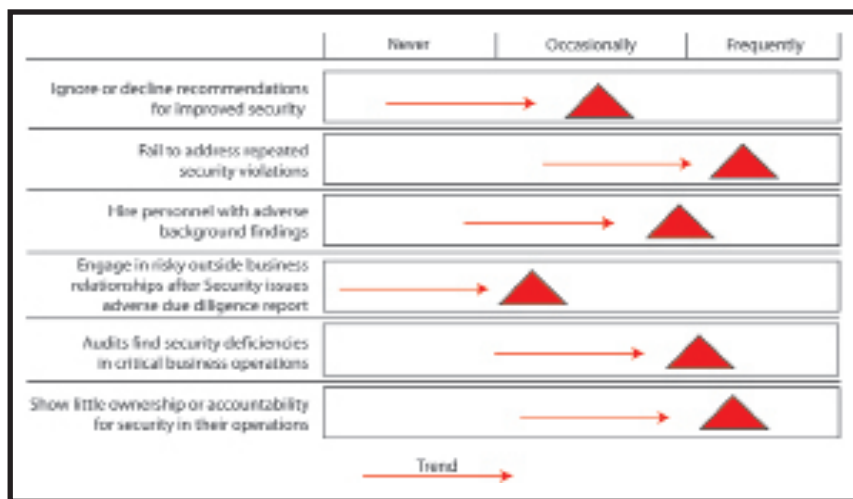 Never Occasionally Frequently
Ignore or decline recommendations
for improved security
Fail to address repeated
security violations
Hire personnel with adverse
background findings
Engage in risky outside business
relationships after Security issues
adverse due diligence report
Audits find security deficiencies
in critical business operations
Show little ownership or accountability
for security in their operations
Trend